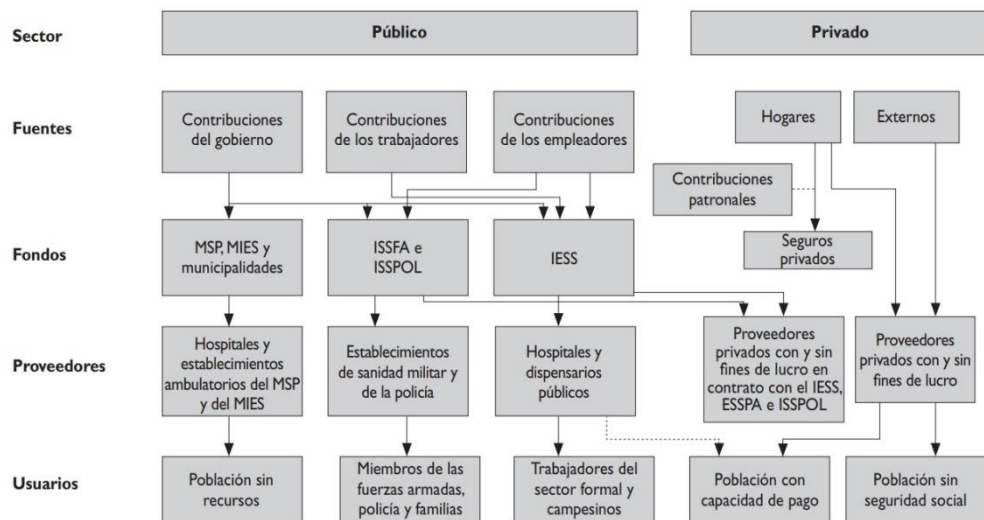 Sector
Público
Privado
Fuentes
Contribuciones
del gobierno
Contribuciones
de los trabajadores
Contribuciones
de los empleadores
Hogares
Externos
Contribuciones
patronales
Seguros
privados
Fondos
MSP, MIES y
municipalidades
ISSFA e
ISSPOL
IESS
Proveedores
Hospitales y
establecimientos
ambulatorios del MSP
y del MIES
Establecimientos
de sanidad militar y
de la policía
Hospitales y
dispensarios
públicos
Proveedores
privados con y sin
fines de lucro en
contrato con el IESS,
ESSPA e ISSPOL
Proveedores
privados con y sin
fines de lucro
Usuarios
Población sin
recursos
Miembros de las
fuerzas armadas,
policía y familias
Trabajadores del
sector formal y
campesinos
Población con
capacidad de pago
Población sin
seguridad social